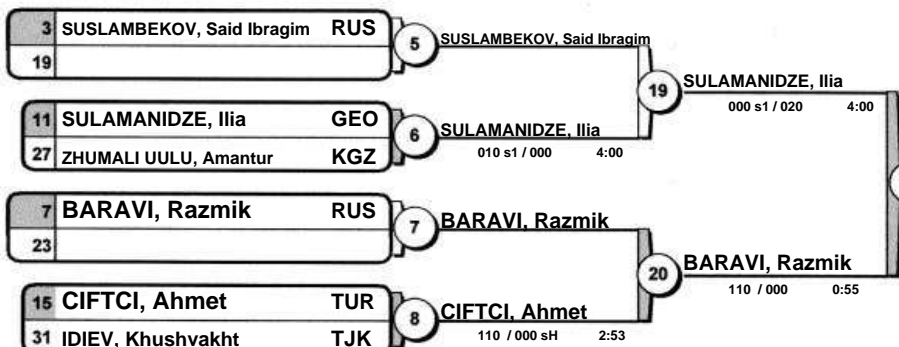 3 SUSLAMBEKOV, Said Ibragim RUS
19
5
SUSLAMBEKOV, Said Ibragim
11 SULAMANIDZE, Ilia GEO
27 ZHUMALI UULU, Amantur KGZ
6
SULAMANIDZE, Ilia
010 s1 / 000 4:00
19
SULAMANIDZE, Ilia
000 s1 / 020 4:00
7 BARAVI, Razmik RUS
23
7
BARAVI, Razmik
15 CIFTCI, Ahmet TUR
31 IDIEV, Khushvakht TJK
8
CIFTCI, Ahmet
110 / 000 sH 2:53
20
BARAVI, Razmik
110 / 000 0:55